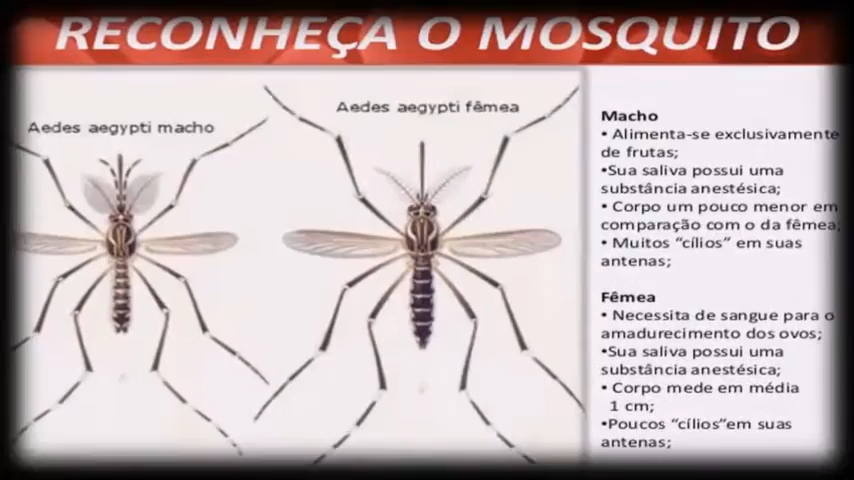 RECONHEÇA O MOSQUITO
Aedes aegypti macho
Aedes aegypti fêmea
Macho
• Alimenta-se exclusivamente
de frutas;
•Sua saliva possui uma
substância anestésica;
• Corpo um pouco menor em
comparação com o da fêmea;
• Muitos “cílios” em suas
antenas;
Fêmea
• Necessita de sangue para o
amadurecimento dos ovos;
•Sua saliva possui uma
substância anestésica;
• Corpo mede em média
1 cm;
•Poucos “cílios”em suas
antenas;